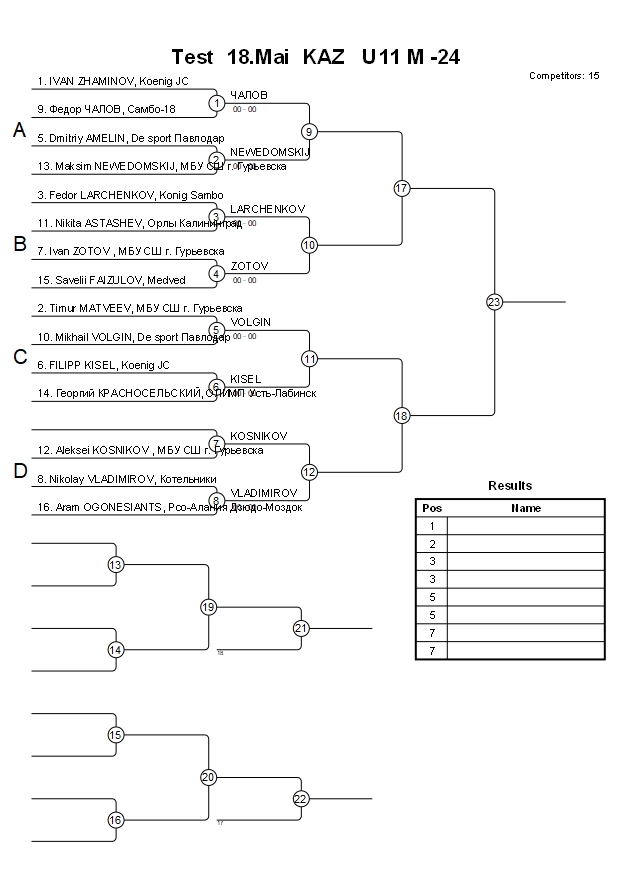 Test 18.Mai KAZ U11 M -24
Competitors: 15
1. IVAN ZHAMINOV, Koenig JC
ЧАЛОВ
1
00 - 00
9. Федор ЧАЛОВ, Самбо-18
A
9
5. Dmitriy AMELIN, De sport Павлодар
NEWEDOMSKIJ
2
13. Maksim NEWEDOMSKIJ, МБУ СШ г. Гурьевска
17
3. Fedor LARCHENKOV, Konig Sambo
LARCHENKOV
3
00 - 00
11. Nikita ASTASHEV, Орлы Калининград
B
10
7. Ivan ZOTOV , МБУ СШ г. Гурьевска
ZOTOV
4
00 - 00
15. Savelii FAIZULOV, Medved
23
2. Timur MATVEEV, МБУ СШ г. Гурьевска
VOLGIN
5
00 - 00
10. Mikhail VOLGIN, De sport Павлодар
C
11
6. FILIPP KISEL, Koenig JC
KISEL
6
14. Георгий КРАСНОСЕЛЬСКИЙ, ОЛИМП Усть-Лабинск
18
KOSNIKOV
7
12. Aleksei KOSNIKOV , МБУ СШ г. Гурьевска
D
12
8. Nikolay VLADIMIROV, Котельники
VLADIMIROV
8
16. Aram OGONESIANTS, Рсо-Алания Дзюдо-Моздок
Results
Pos Name
1
2
3
3
5
5
7
7
13
19
21
14
18
15
20
22
16
17